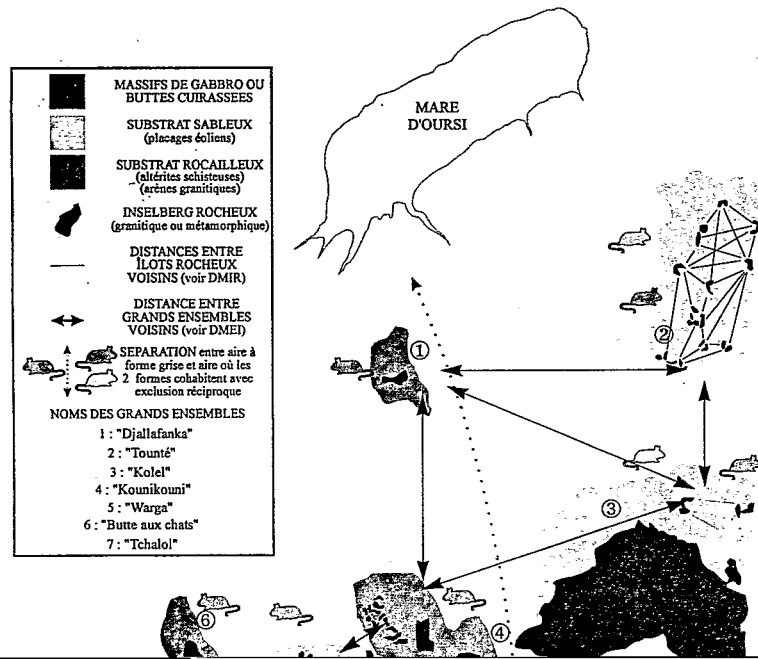 MARE
D'OURSI
MASSIFS DE GABBRO OU
BUTTES CUIRASSEES
SUBSTRAT SABLEUX
(placages éoliens)
SUBSTRAT ROCAILLEUX
(altérites schisteuses)
(arènes granitiques)
INSELBERG ROCHEUX
(granitique ou métamorphique)
DISTANCES ENTRE
ÎLOTS ROCHEUX
VOISINS (voir DMIR)
DISTANCE ENTRE
GRANDS ENSEMBLES
VOISINS (voir DMEI)
SEPARATION entre aire à
forme grise et aire où les
2 formes cohabitent avec
exclusion réciproque
NOMS DES GRANDS ENSEMBLES
1 : "Djallafanka"
2 : "Tounté"
3 : "Kolel"
4 : "Kounikouni"
5 : "Warga"
6 : "Butte aux chats"
7 : "Tchalol"
1
2
3
4
6